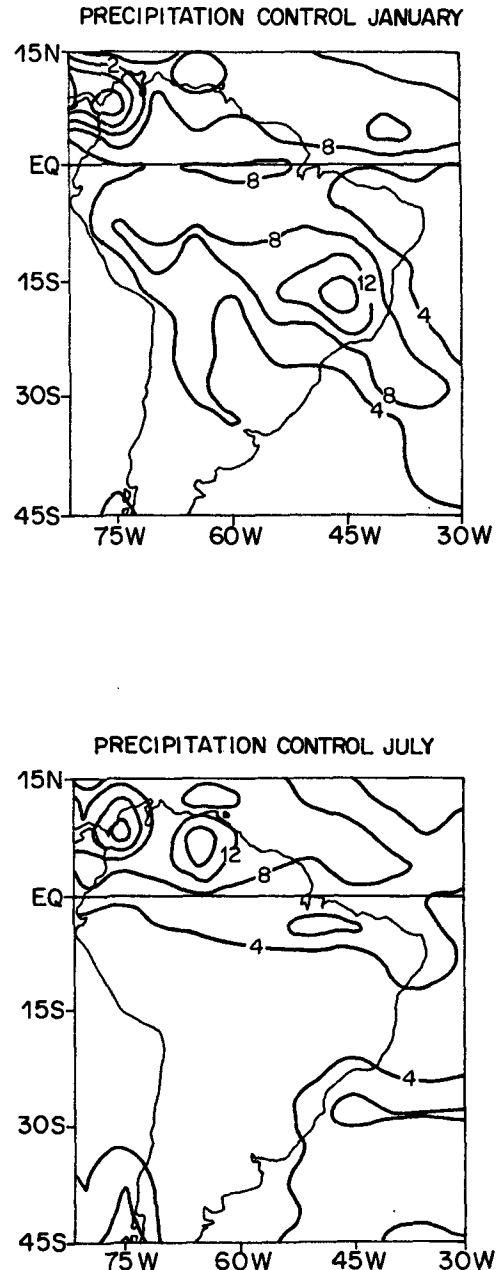 PRECIPITATION CONTROL JANUARY
15N
2
8
EQ
8
8
15S
12
4
30S
8
4
45S
75W 60W 45W 30W
PRECIPITATION CONTROL JULY
15N
12
8
EQ
4
15S
4
30S
45S
75W 60W 45W 30W